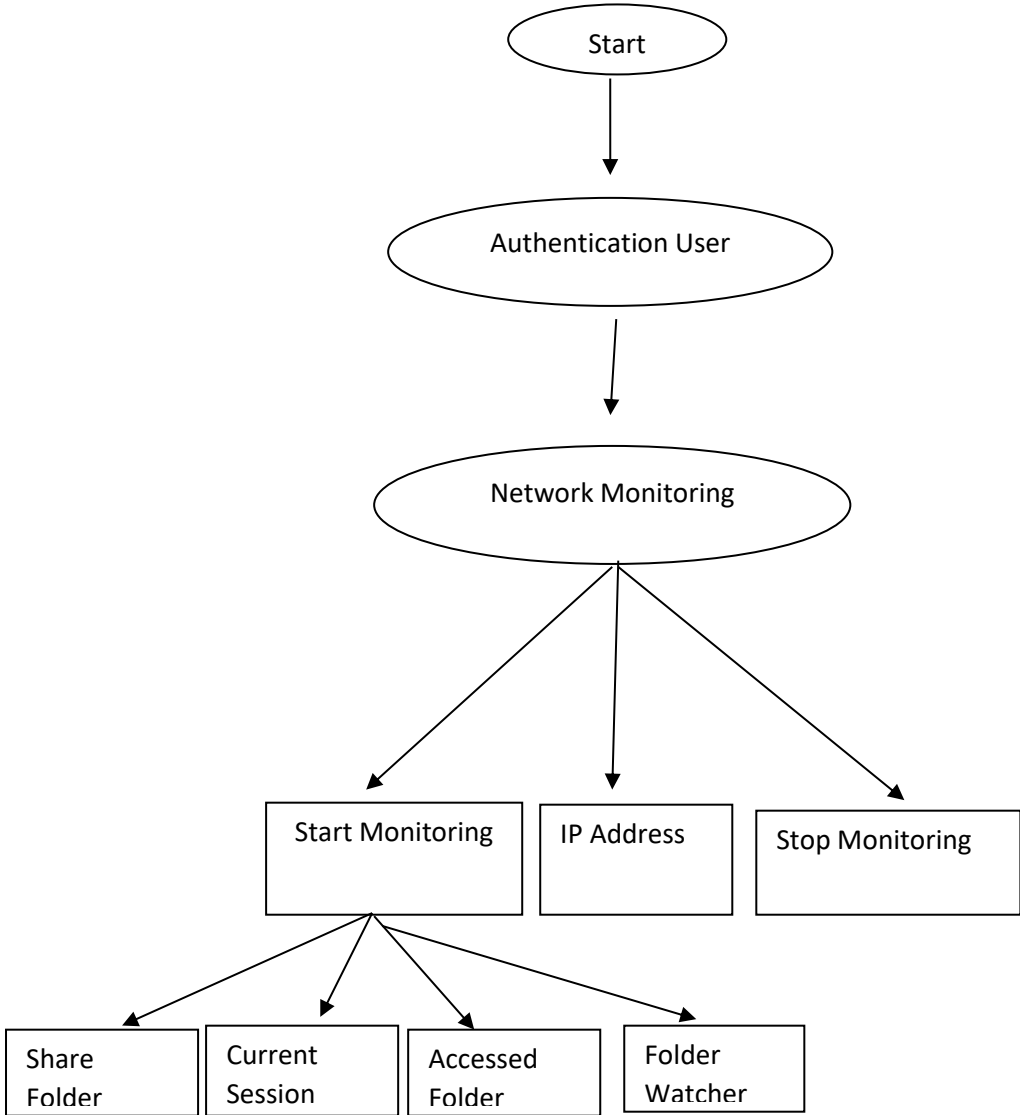 Start
Authentication User
Network Monitoring
Start Monitoring
IP Address
Stop Monitoring
Share
Folder
Current
Session
Accessed
Folder
Folder
Watcher